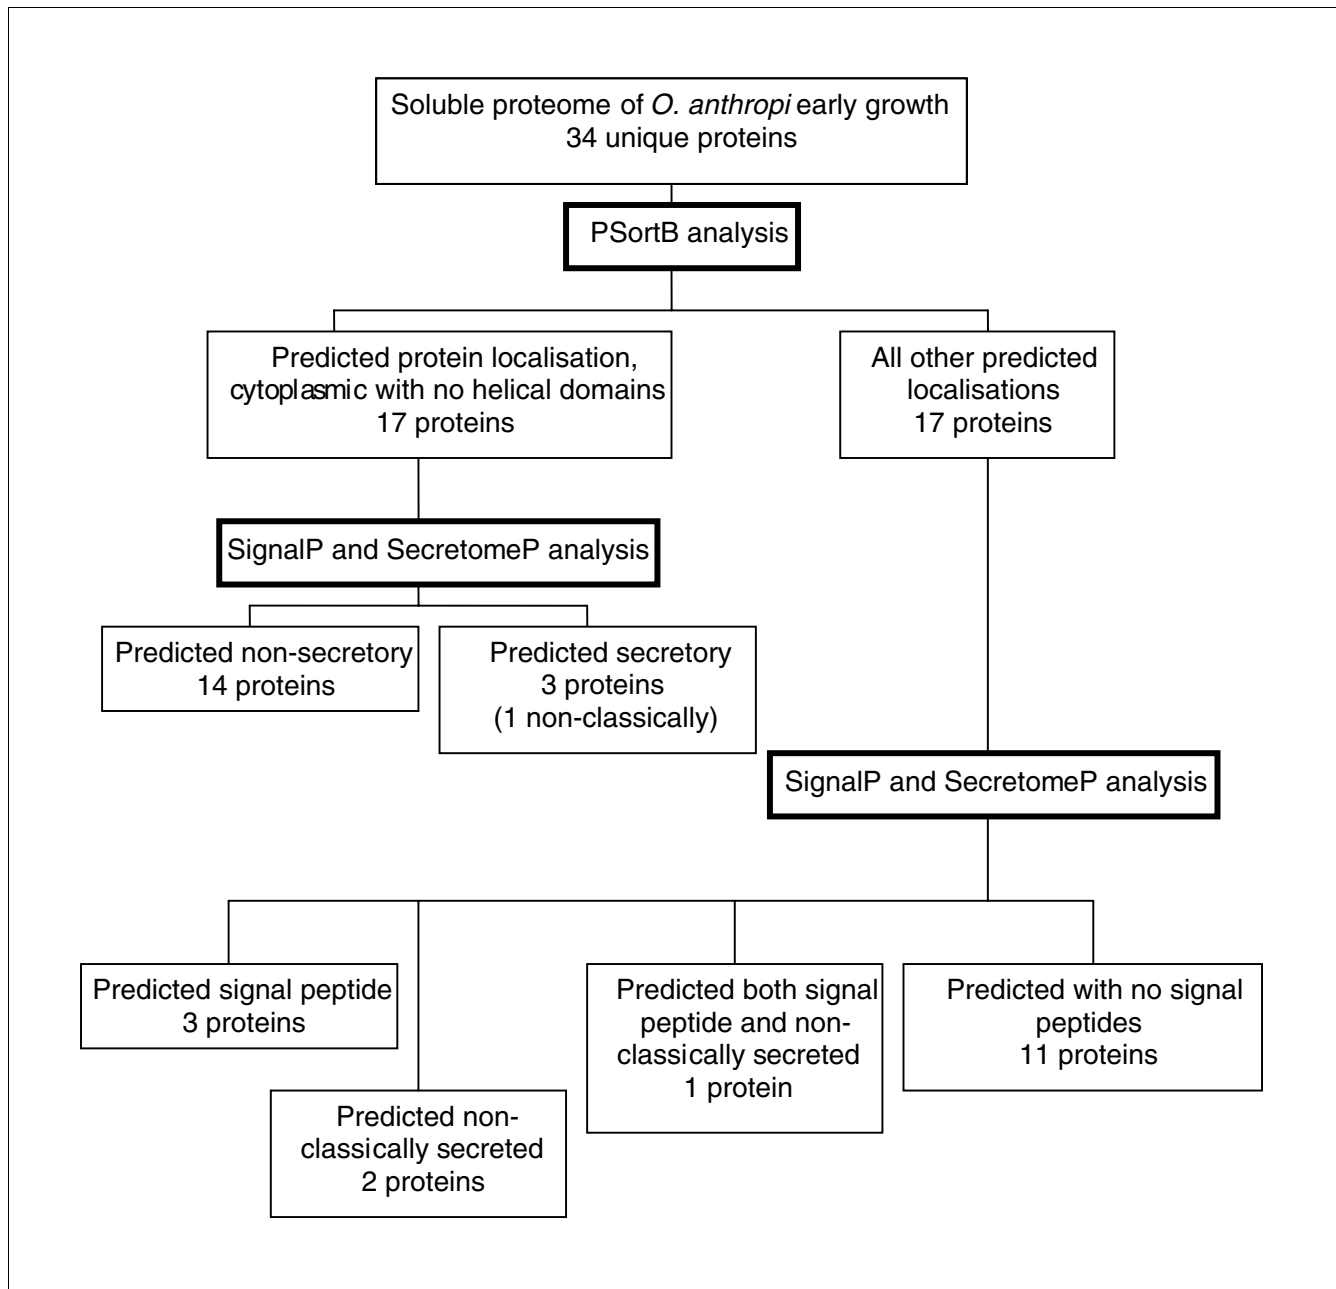 Soluble proteome of O. anthropi early growth
34 unique proteins
PSortB analysis
Predicted protein localisation,
cytoplasmic with no helical domains
17 proteins
All other predicted
localisations
17 proteins
SignalP and SecretomeP analysis
Predicted non-secretory
14 proteins
Predicted secretory
3 proteins
(1 non-classically)
SignalP and SecretomeP analysis
Predicted signal peptide
3 proteins
Predicted non-
classically secreted
2 proteins
Predicted both signal
peptide and non-
classically secreted
1 protein
Predicted with no signal
peptides
11 proteins